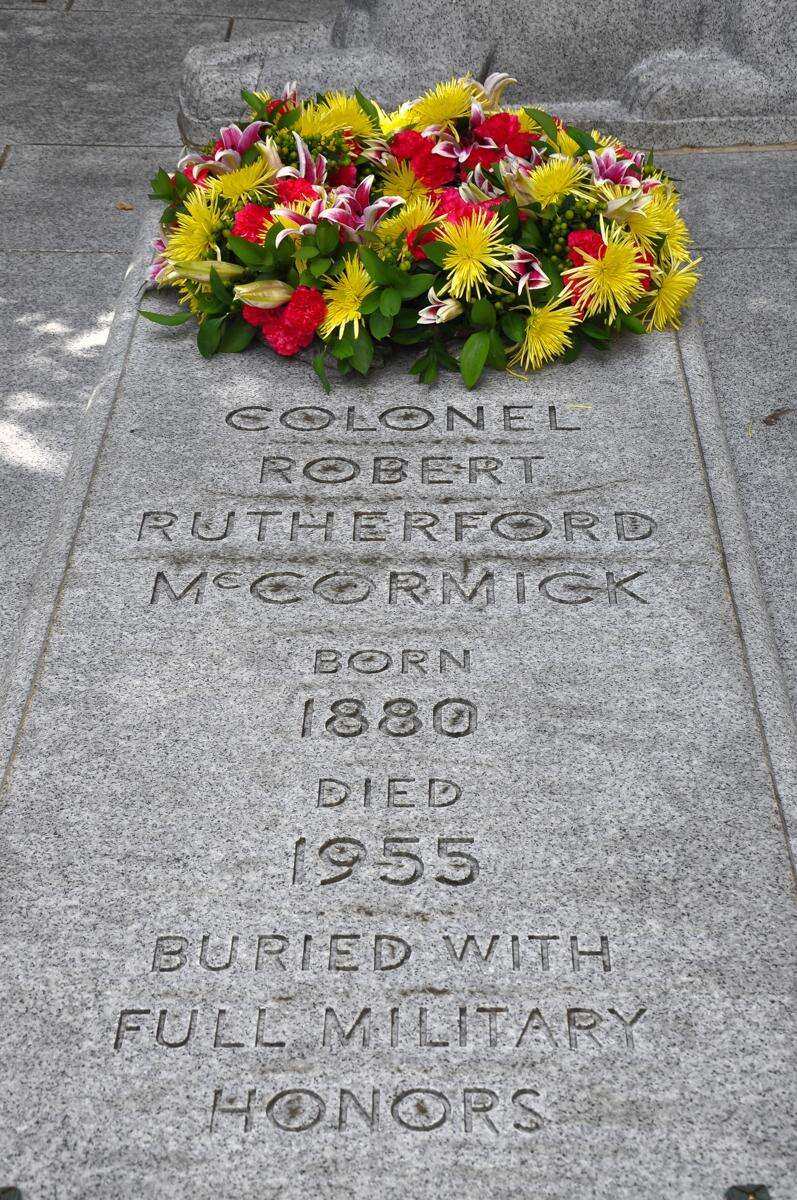 COLONEL
ROBERT
RUTHERFORD
McCORMICK
BORN
1880
DIED
1955
BURIED WITH
FULL MILITARY
HONORS